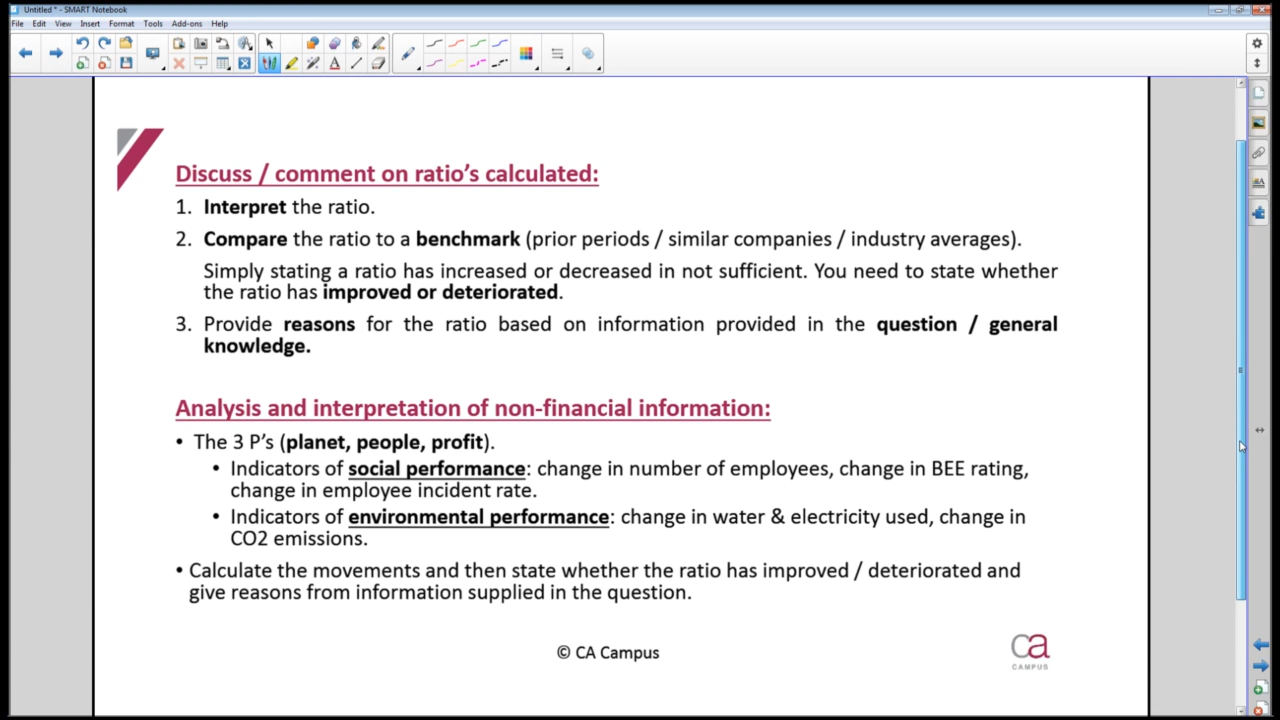 Untitled * - SMART Notebook
File Edit View Insert Format Tools Add-ons Help
Discuss / comment on ratio's calculated:
1. Interpret the ratio.
2. Compare the ratio to a benchmark (prior periods / similar companies / industry averages).
Simply stating a ratio has increased or decreased in not sufficient. You need to state whether
the ratio has improved or deteriorated.
3. Provide reasons for the ratio based on information provided in the question / general
knowledge.
Analysis and interpretation of non-financial information:
• The 3 P's (planet, people, profit).
• Indicators of social performance: change in number of employees, change in BEE rating,
change in employee incident rate.
• Indicators of environmental performance: change in water & electricity used, change in
CO2 emissions.
• Calculate the movements and then state whether the ratio has improved / deteriorated and
give reasons from information supplied in the question.
© CA Campus
ca
CAMPUS